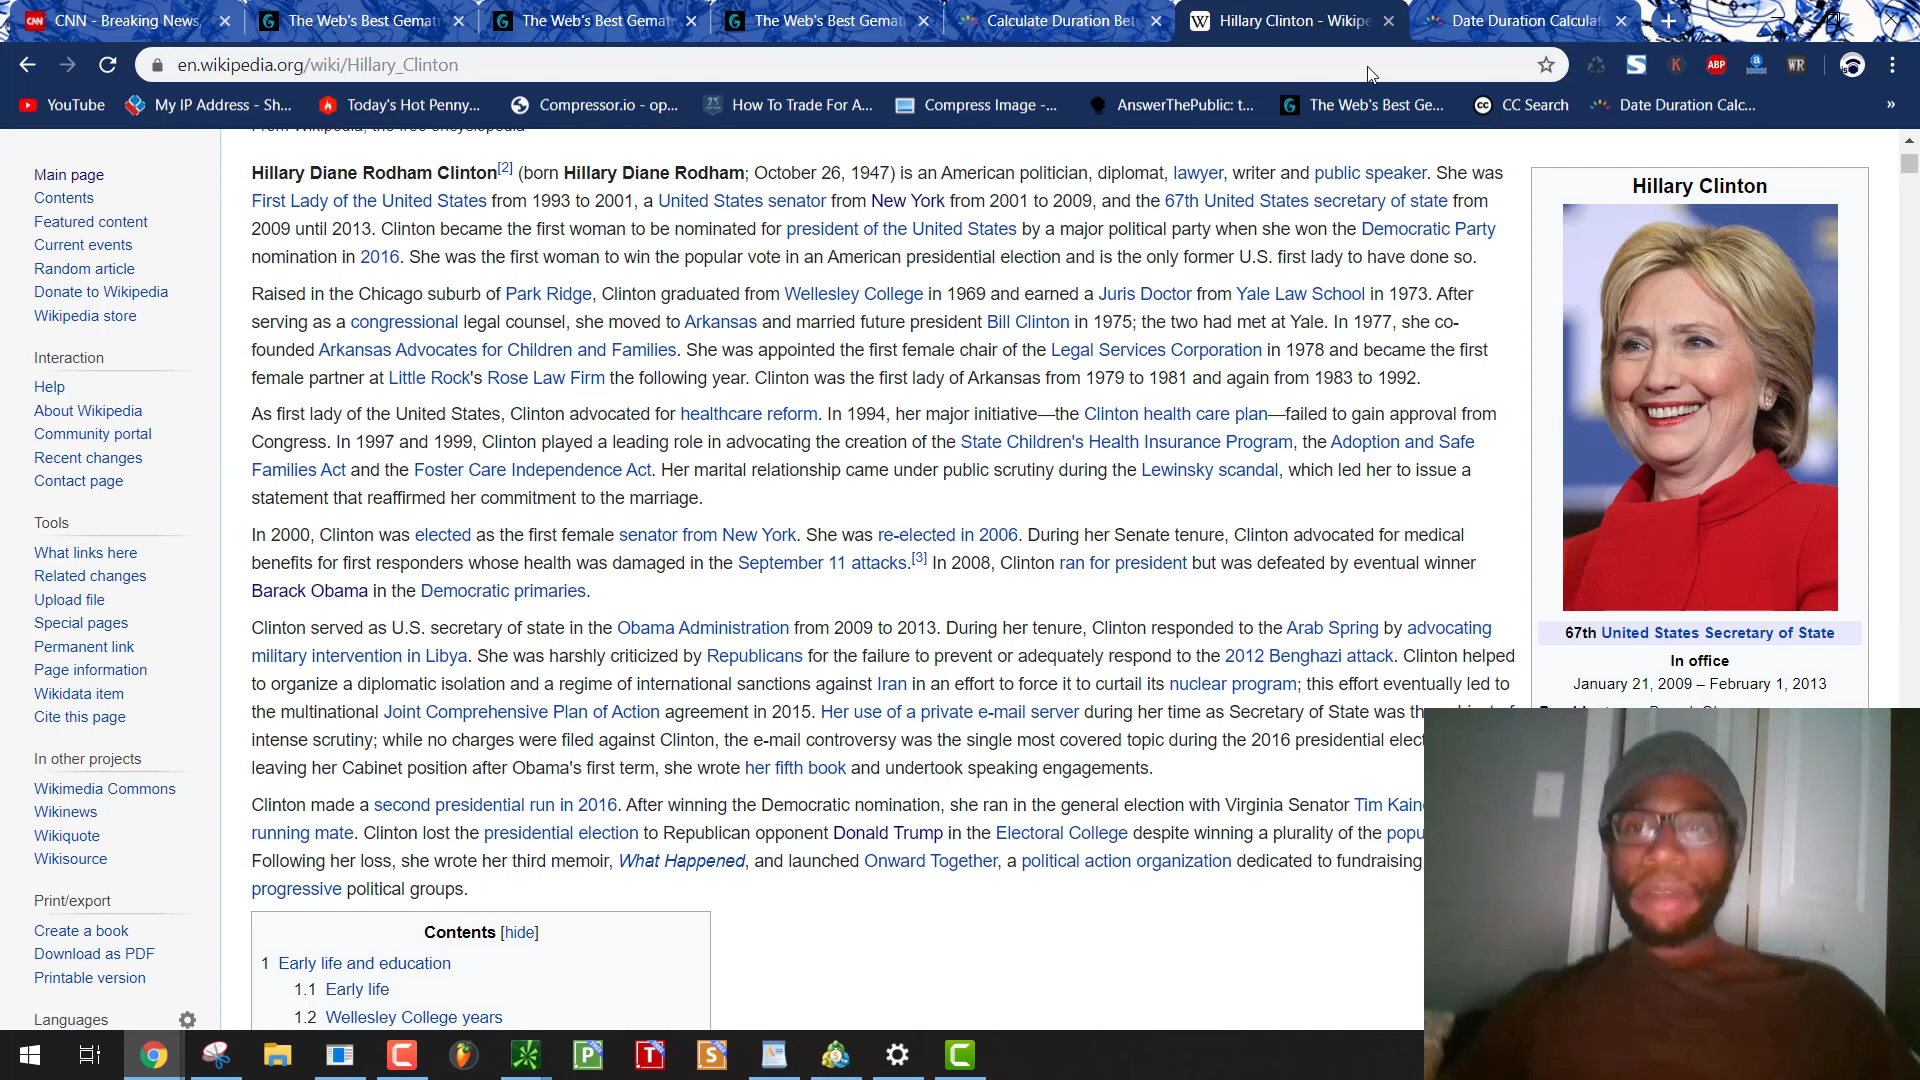 CNN - Breaking News,
The Web's Best Gemat
The Web's Best Gemat
The Web's Best Gemat
Calculate Duration Bet
Hillary Clinton - Wikipe
Date Duration Calculat
en.wikipedia.org/wiki/Hillary_Clinton
YouTube
My IP Address - Sh...
Today's Hot Penny...
Compressor.io - op...
How To Trade For A...
Compress Image -...
AnswerThePublic: t...
The Web's Best Ge...
CC Search
Date Duration Calc...
»
From Wikipedia, the free encyclopedia
Main page
Contents
Featured content
Current events
Random article
Donate to Wikipedia
Wikipedia store
Interaction
Help
About Wikipedia
Community portal
Recent changes
Contact page
Tools
What links here
Related changes
Upload file
Special pages
Permanent link
Page information
Wikidata item
Cite this page
In other projects
Wikimedia Commons
Wikinews
Wikiquote
Wikisource
Print/export
Create a book
Download as PDF
Printable version
Languages
Hillary Diane Rodham Clinton[2] (born Hillary Diane Rodham; October 26, 1947) is an American politician, diplomat, lawyer, writer and public speaker. She was
First Lady of the United States from 1993 to 2001, a United States senator from New York from 2001 to 2009, and the 67th United States secretary of state from
2009 until 2013. Clinton became the first woman to be nominated for president of the United States by a major political party when she won the Democratic Party
nomination in 2016. She was the first woman to win the popular vote in an American presidential election and is the only former U.S. first lady to have done so.
Raised in the Chicago suburb of Park Ridge, Clinton graduated from Wellesley College in 1969 and earned a Juris Doctor from Yale Law School in 1973. After
serving as a congressional legal counsel, she moved to Arkansas and married future president Bill Clinton in 1975; the two had met at Yale. In 1977, she co-
founded Arkansas Advocates for Children and Families. She was appointed the first female chair of the Legal Services Corporation in 1978 and became the first
female partner at Little Rock's Rose Law Firm the following year. Clinton was the first lady of Arkansas from 1979 to 1981 and again from 1983 to 1992.
As first lady of the United States, Clinton advocated for healthcare reform. In 1994, her major initiative—the Clinton health care plan—failed to gain approval from
Congress. In 1997 and 1999, Clinton played a leading role in advocating the creation of the State Children's Health Insurance Program, the Adoption and Safe
Families Act and the Foster Care Independence Act. Her marital relationship came under public scrutiny during the Lewinsky scandal, which led her to issue a
statement that reaffirmed her commitment to the marriage.
In 2000, Clinton was elected as the first female senator from New York. She was re-elected in 2006. During her Senate tenure, Clinton advocated for medical
benefits for first responders whose health was damaged in the September 11 attacks.[3] In 2008, Clinton ran for president but was defeated by eventual winner
Barack Obama in the Democratic primaries.
Clinton served as U.S. secretary of state in the Obama Administration from 2009 to 2013. During her tenure, Clinton responded to the Arab Spring by advocating
military intervention in Libya. She was harshly criticized by Republicans for the failure to prevent or adequately respond to the 2012 Benghazi attack. Clinton helped
to organize a diplomatic isolation and a regime of international sanctions against Iran in an effort to force it to curtail its nuclear program; this effort eventually led to
the multinational Joint Comprehensive Plan of Action agreement in 2015. Her use of a private e-mail server during her time as Secretary of State was th
intense scrutiny; while no charges were filed against Clinton, the e-mail controversy was the single most covered topic during the 2016 presidential elect
leaving her Cabinet position after Obama's first term, she wrote her fifth book and undertook speaking engagements.
Clinton made a second presidential run in 2016. After winning the Democratic nomination, she ran in the general election with Virginia Senator Tim Kain
running mate. Clinton lost the presidential election to Republican opponent Donald Trump in the Electoral College despite winning a plurality of the popu
Following her loss, she wrote her third memoir, What Happened, and launched Onward Together, a political action organization dedicated to fundraising
progressive political groups.
Contents [hide]
1 Early life and education
1.1 Early life
1.2 Wellesley College years
Hillary Clinton
67th United States Secretary of State
In office
January 21, 2009 – February 1, 2013